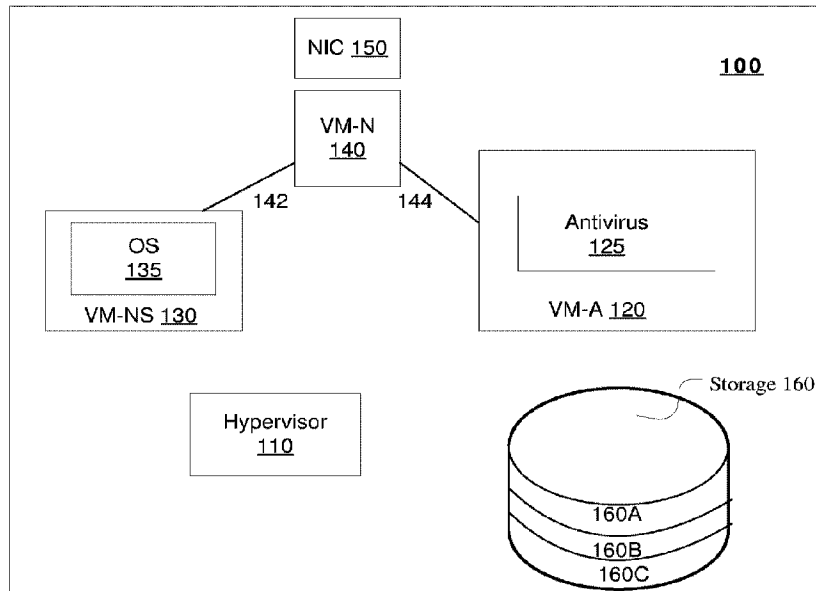 NIC 150
100
VM-N
140
142
144
OS
135
VM-NS 130
Antivirus
125
VM-A 120
Storage 160
Hypervisor
110
160A
160B
160C